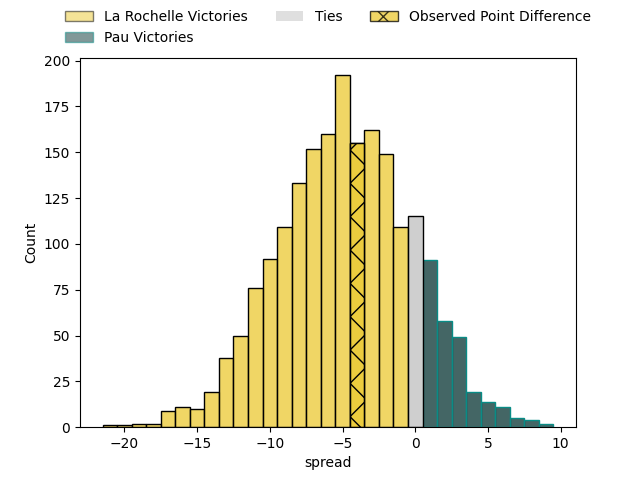 La Rochelle Victories
Ties
Observed Point Difference
Pau Victories
200
175
150
125
100
75
50
25
0
Count
−20
−15
−10
−5
0
5
10
spread